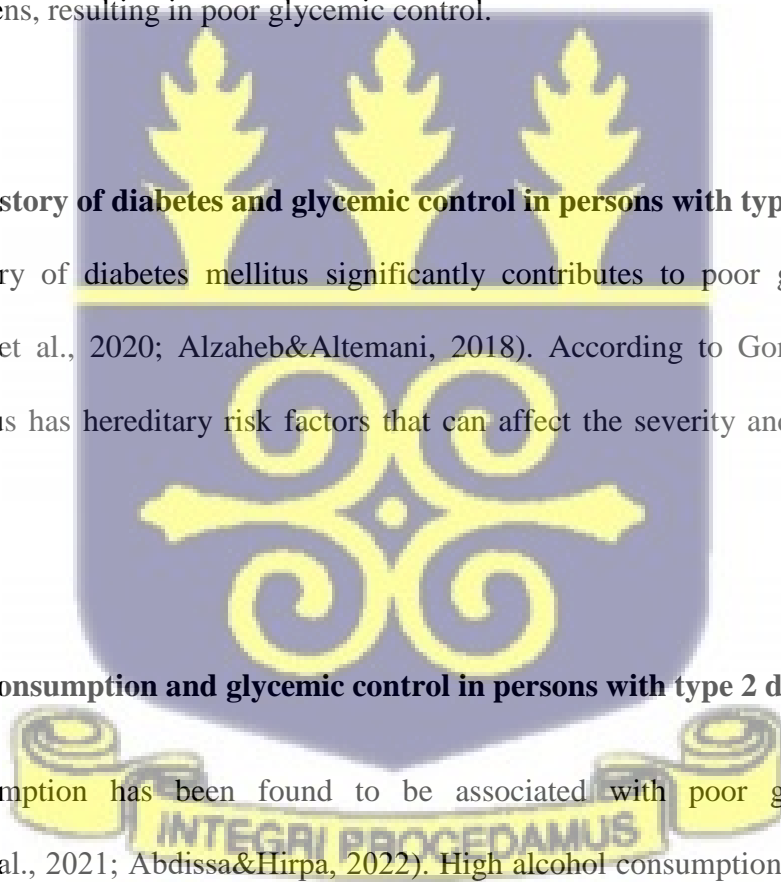 ens, resulting in poor glycemic control.
story of diabetes and glycemic control in persons with typ
ry of diabetes mellitus significantly contributes to poor g
et al., 2020; Alzaheb&Altemani, 2018). According to Gor
us has hereditary risk factors that can affect the severity and
onsumption and glycemic control in persons with type 2 d
mption has been found to be associated with poor g
al., 2021; Abdissa&Hirpa, 2022). High alcohol consumption
INTEGRI PROCEDAMUS